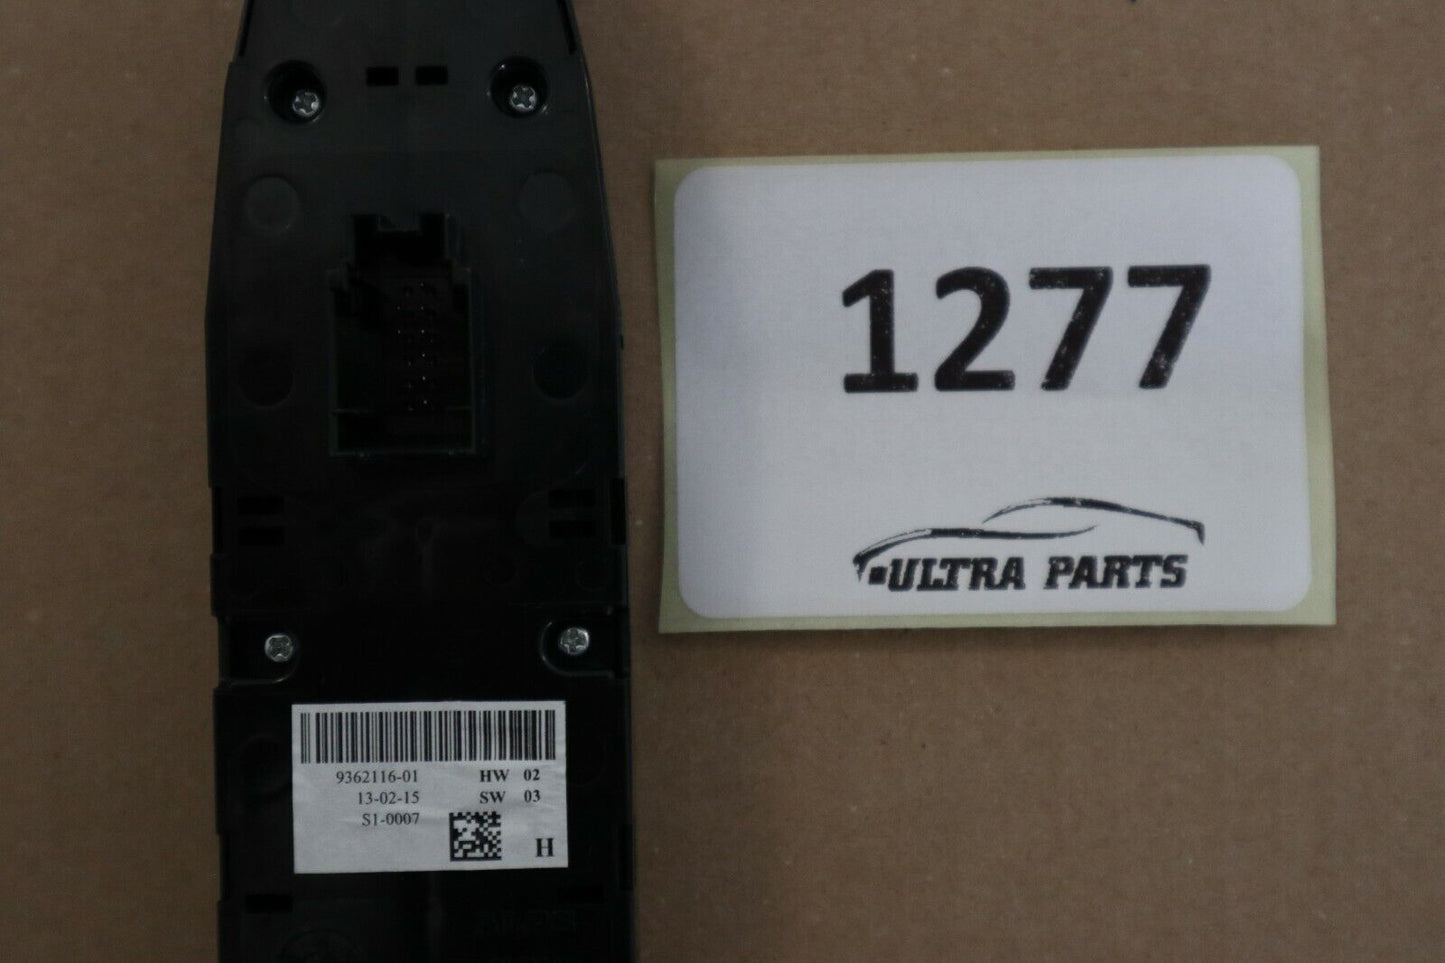 1277
ULTRA PARTS
9362116-01 HW 02
13-02-15 SW 03
S1-0007
H